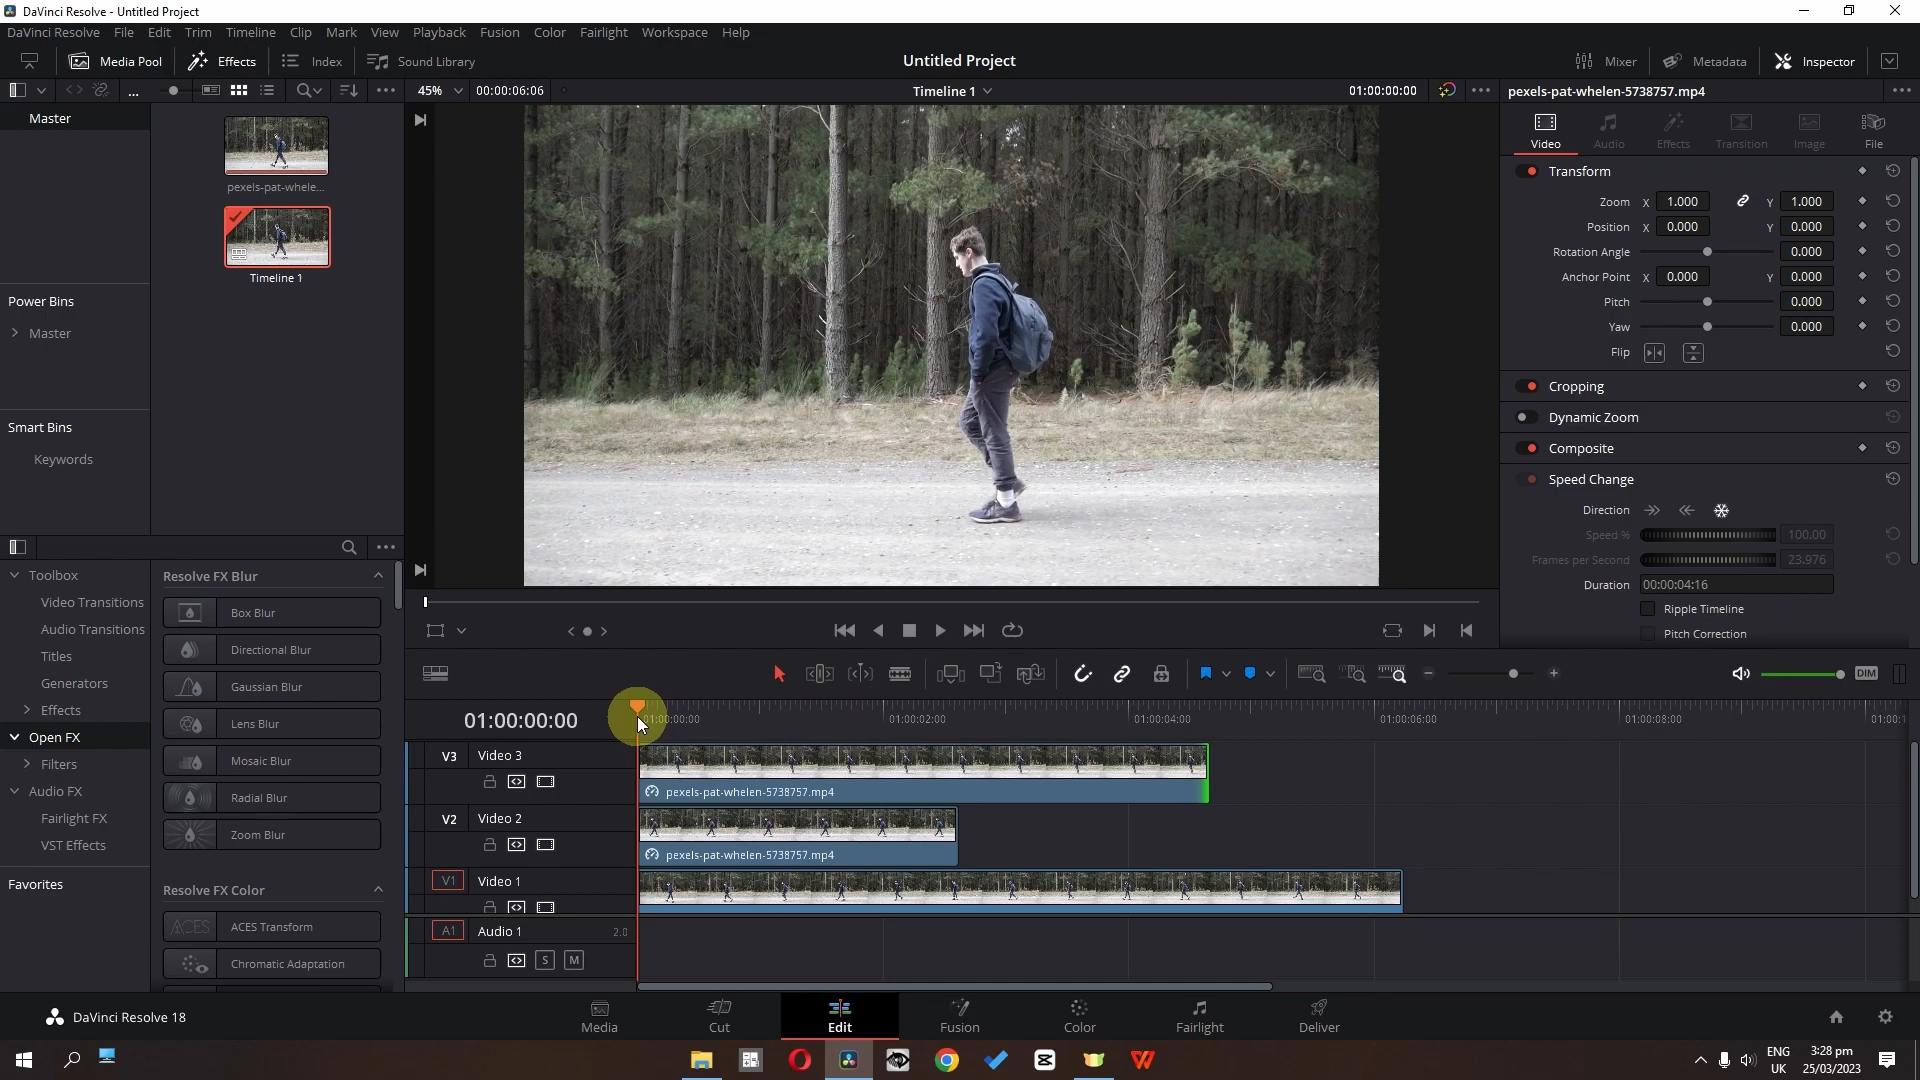 DaVinci Resolve - Untitled Project
DaVinci Resolve File Edit Trim Timeline Clip Mark View Playback Fusion Color Fairlight Workspace Help
Media Pool Effects Index Sound Library Untitled Project Mixer Metadata Inspector
... 45% 00:00:06:06 Timeline 1 01:00:00:00 pexels-pat-whelen-5738757.mp4
Master
Video Audio Effects Transition Image File
pexels-pat-whele...
Timeline 1
Power Bins
Master
Smart Bins
Keywords
Transform
Zoom X 1.000 Y 1.000
Position X 0.000 Y 0.000
Rotation Angle 0.000
Anchor Point X 0.000 Y 0.000
Pitch 0.000
Yaw 0.000
Flip
Cropping
Dynamic Zoom
Composite
Speed Change
Direction
Speed % 100.00
Frames per Second 23.976
Duration 00:00:04:16
Ripple Timeline
Pitch Correction
Toolbox
Video Transitions
Audio Transitions
Titles
Generators
Effects
Open FX
Filters
Audio FX
Fairlight FX
VST Effects
Favorites
Resolve FX Blur
Box Blur
Directional Blur
Gaussian Blur
Lens Blur
Mosaic Blur
Radial Blur
Zoom Blur
Resolve FX Color
ACES ACES Transform
Chromatic Adaptation
DIM
01:00:00:00 01:00:00:00 01:00:02:00 01:00:04:00 01:00:06:00 01:00:08:00 01:00:1
V3 Video 3
pexels-pat-whelen-5738757.mp4
V2 Video 2
pexels-pat-whelen-5738757.mp4
V1 Video 1
A1 Audio 1 2.0
S M
DaVinci Resolve 18 Media Cut Edit Fusion Color Fairlight Deliver
ENG
UK
3:28 pm
25/03/2023